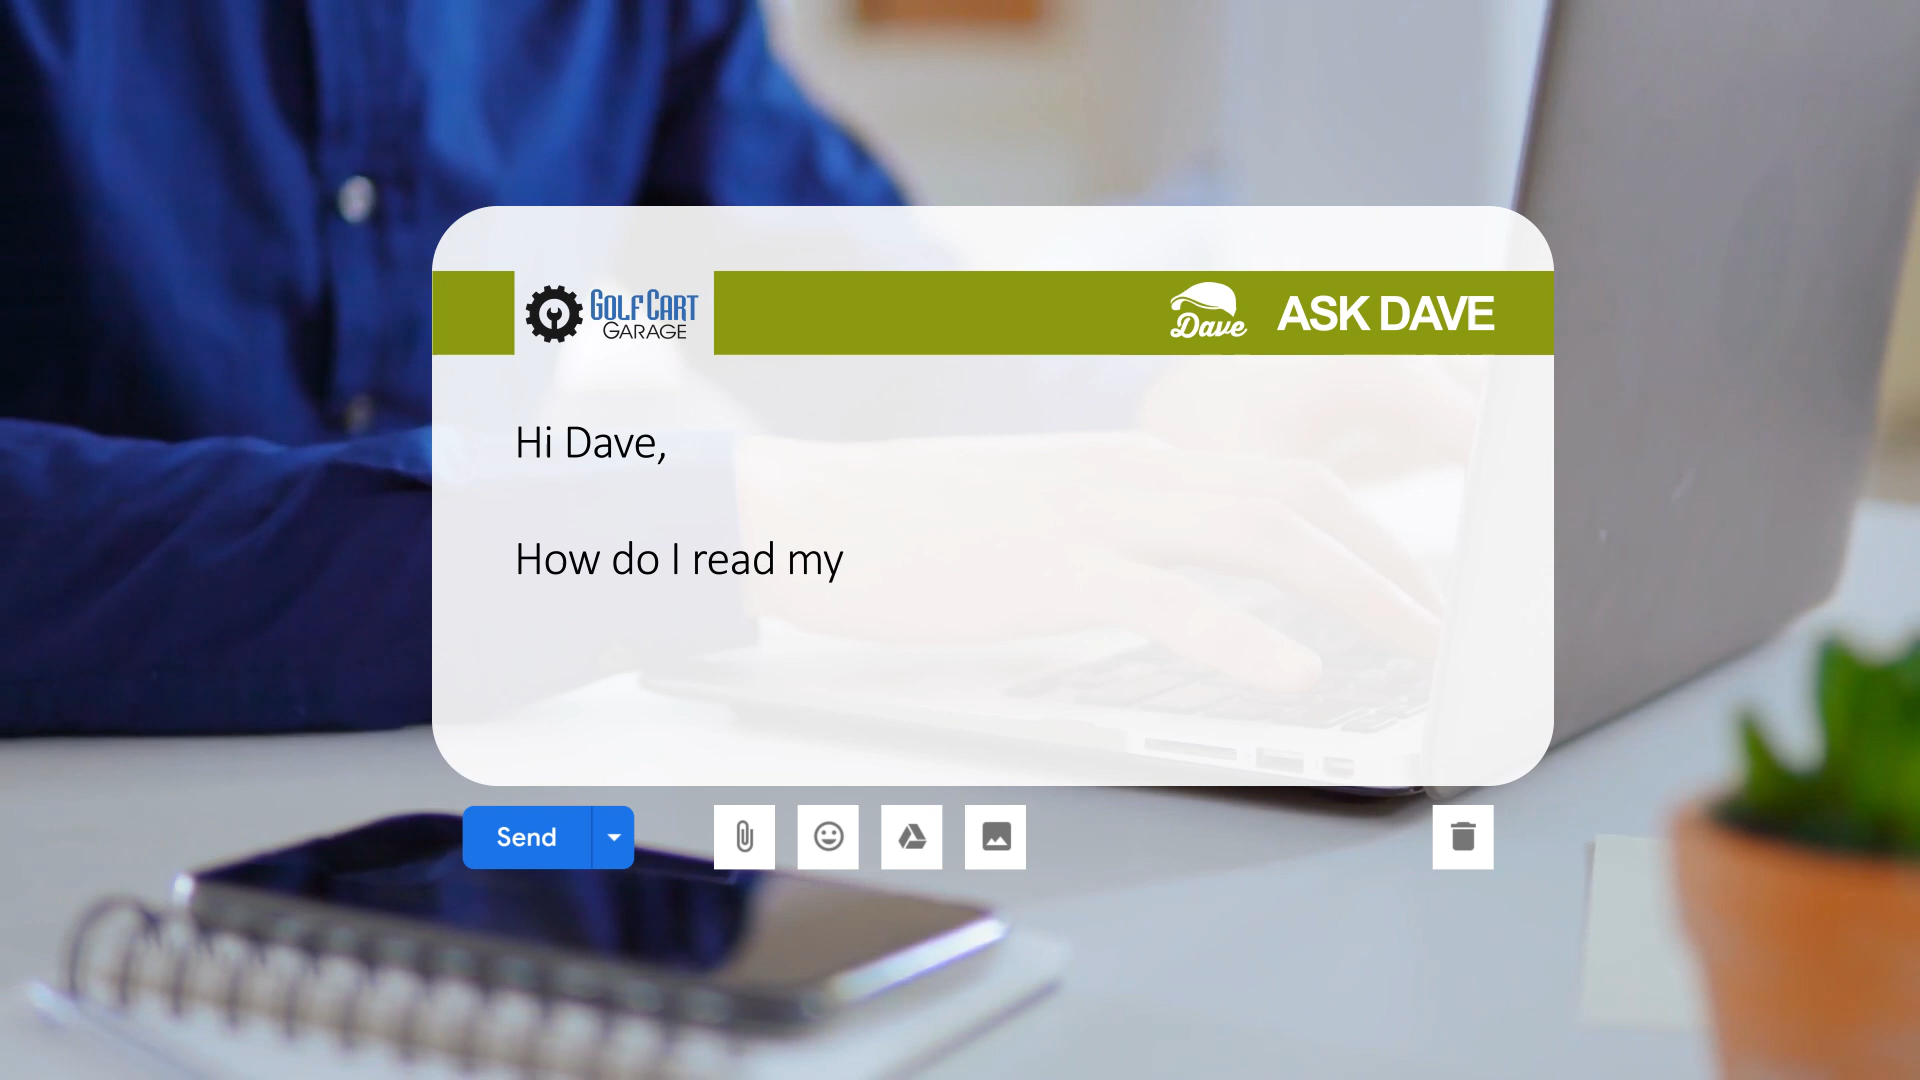 GOLF CART
GARAGE
Dave
ASK DAVE
Hi Dave,
How do I read my
Send